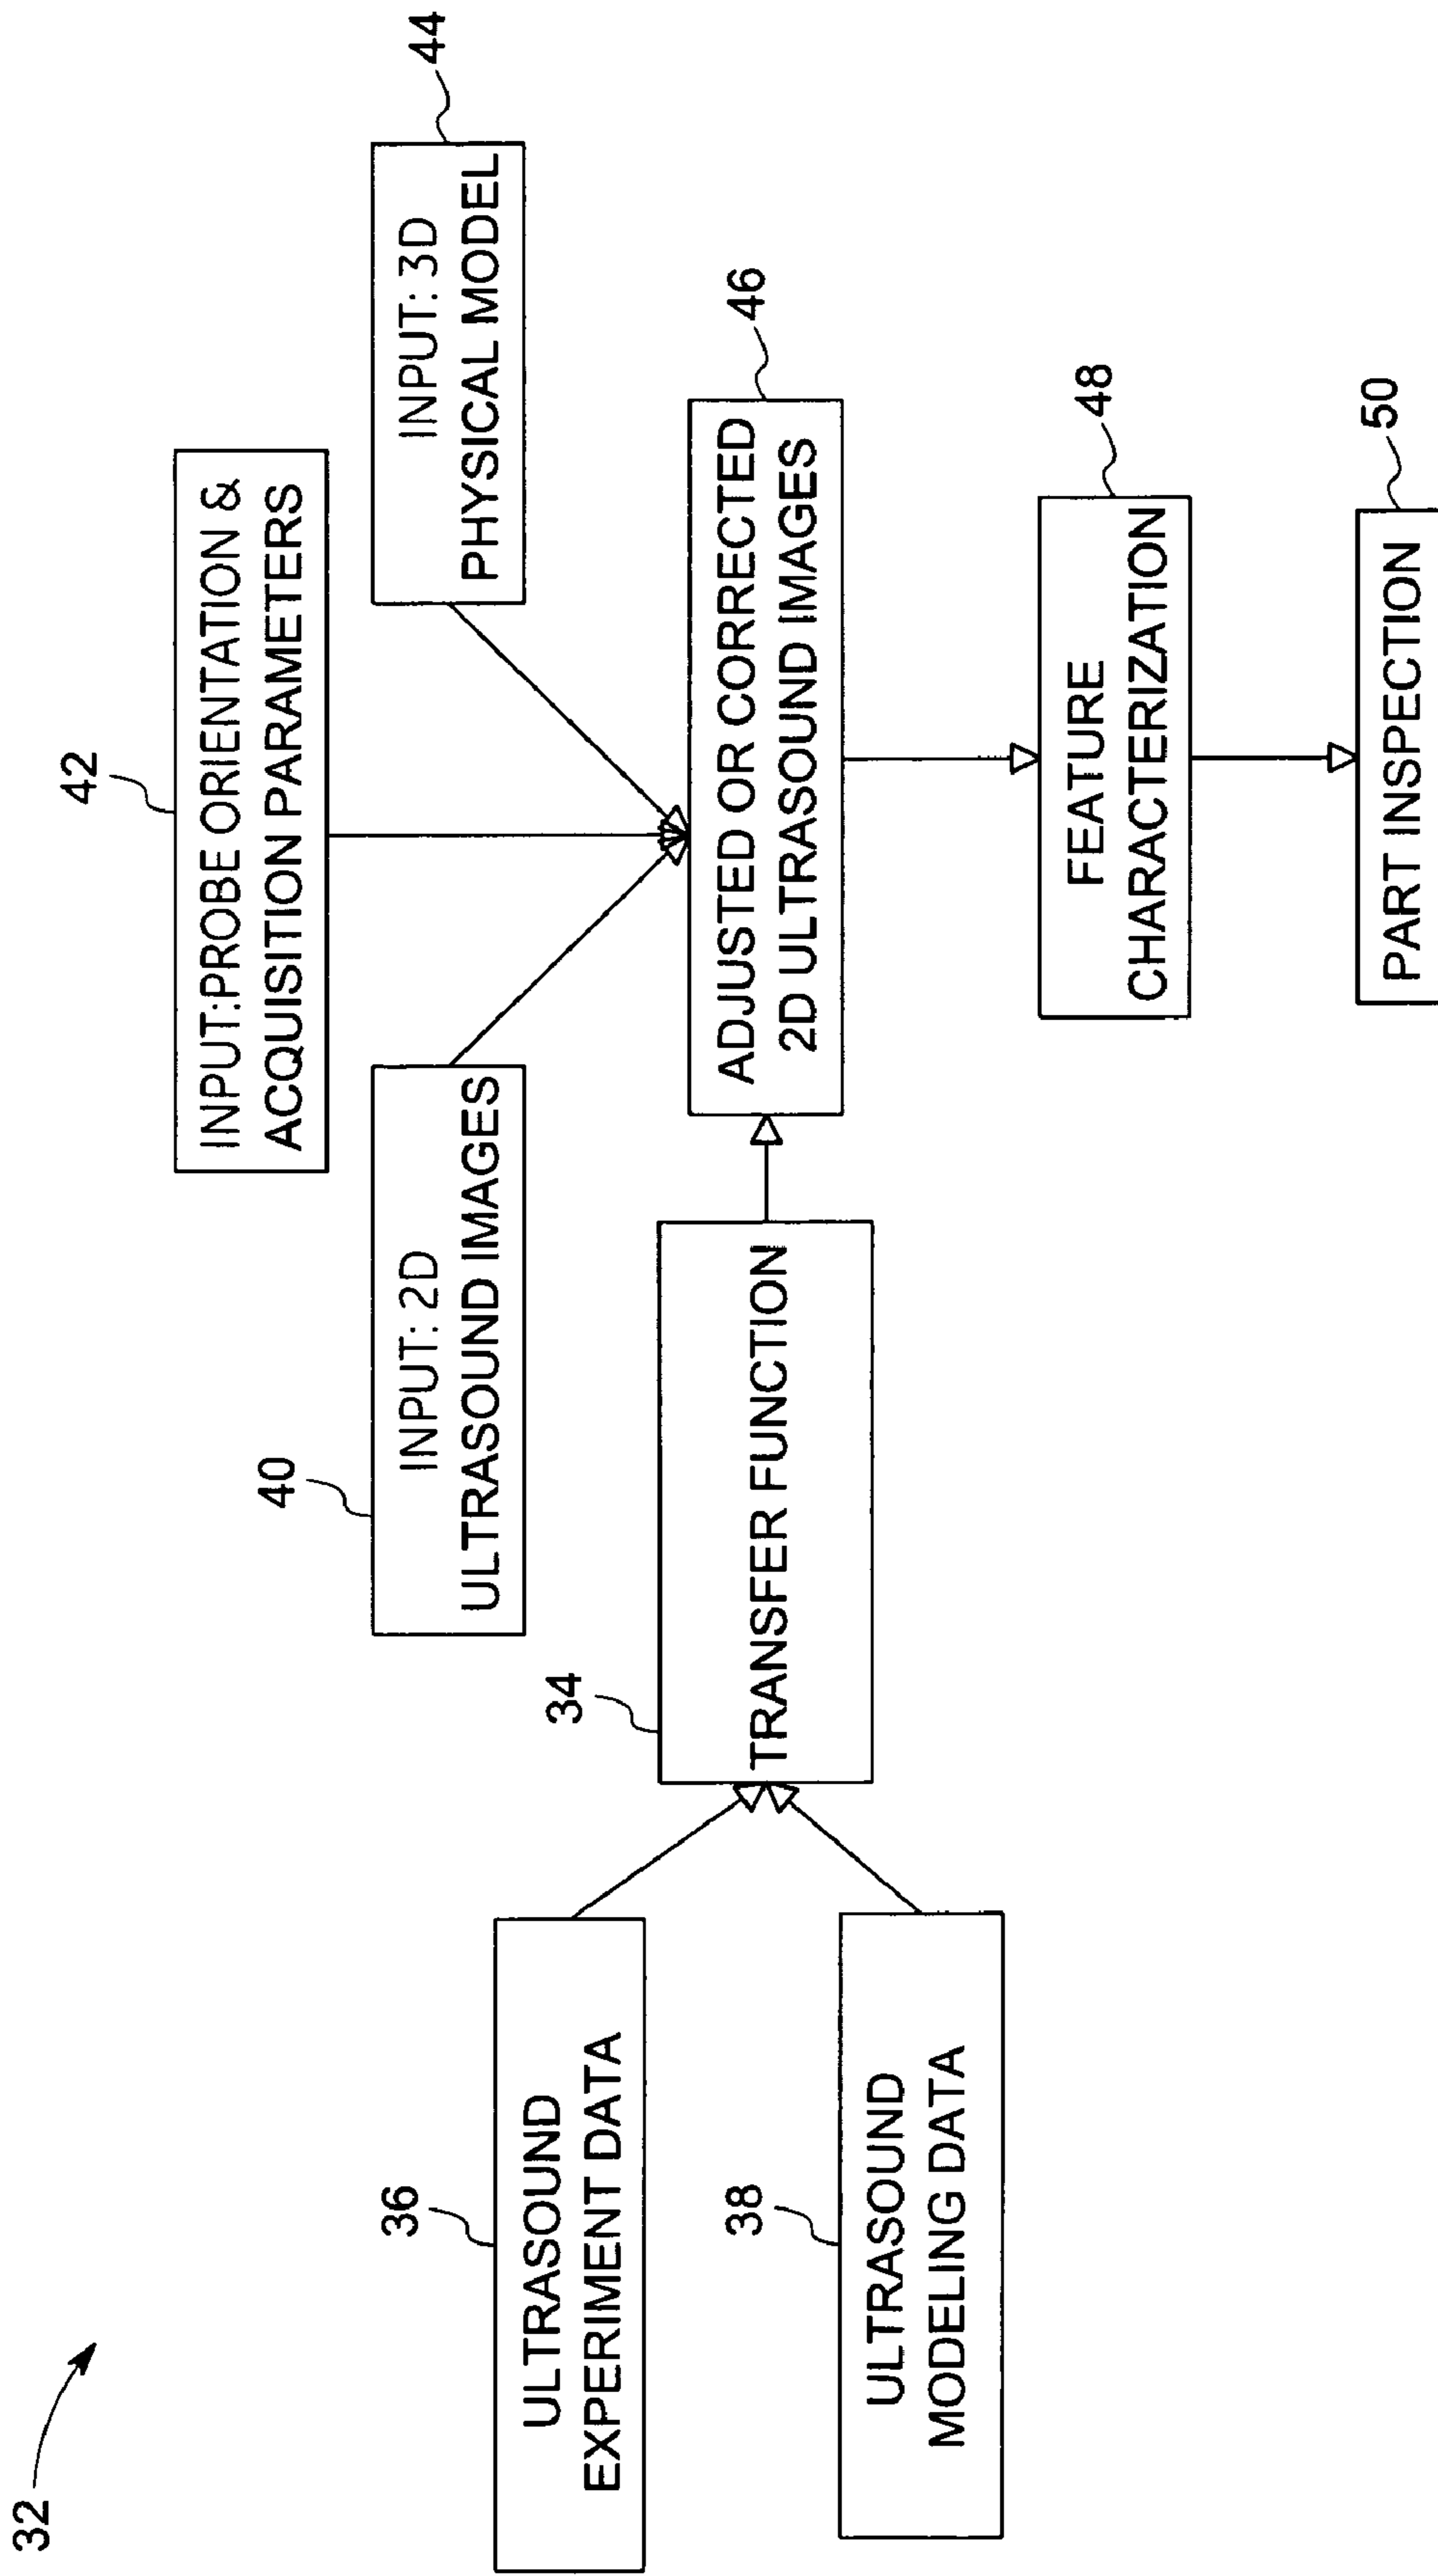 32
42
INPUT:PROBE ORIENTATION &
ACQUISITION PARAMETERS
40
INPUT: 2D
ULTRASOUND IMAGES
44
INPUT: 3D
PHYSICAL MODEL
36
ULTRASOUND
EXPERIMENT DATA
38
ULTRASOUND
MODELING DATA
34
TRANSFER FUNCTION
46
ADJUSTED OR CORRECTED
2D ULTRASOUND IMAGES
48
FEATURE
CHARACTERIZATION
50
PART INSPECTION